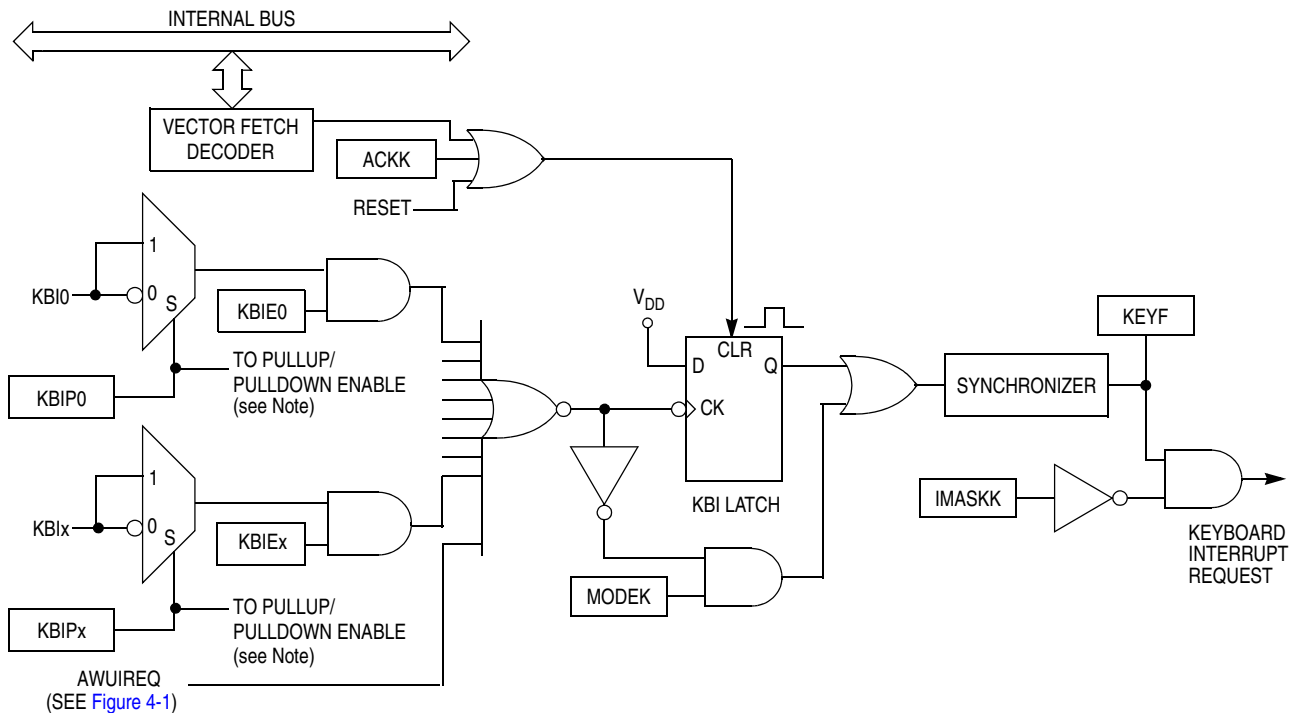 INTERNAL BUS
VECTOR FETCH
DECODER
ACKK
RESET
1
KBI0
0
S
KBIE0
TO PULLUP/
PULLDOWN ENABLE
(see Note)
KBIP0
VDD
CLR
D
Q
CK
KBI LATCH
SYNCHRONIZER
KEYF
IMASKK
KEYBOARD
INTERRUPT
REQUEST
1
KBIx
0
S
KBIEx
MODEK
TO PULLUP/
PULLDOWN ENABLE
(see Note)
KBIPx
AWUIREQ
(SEE Figure 4-1)